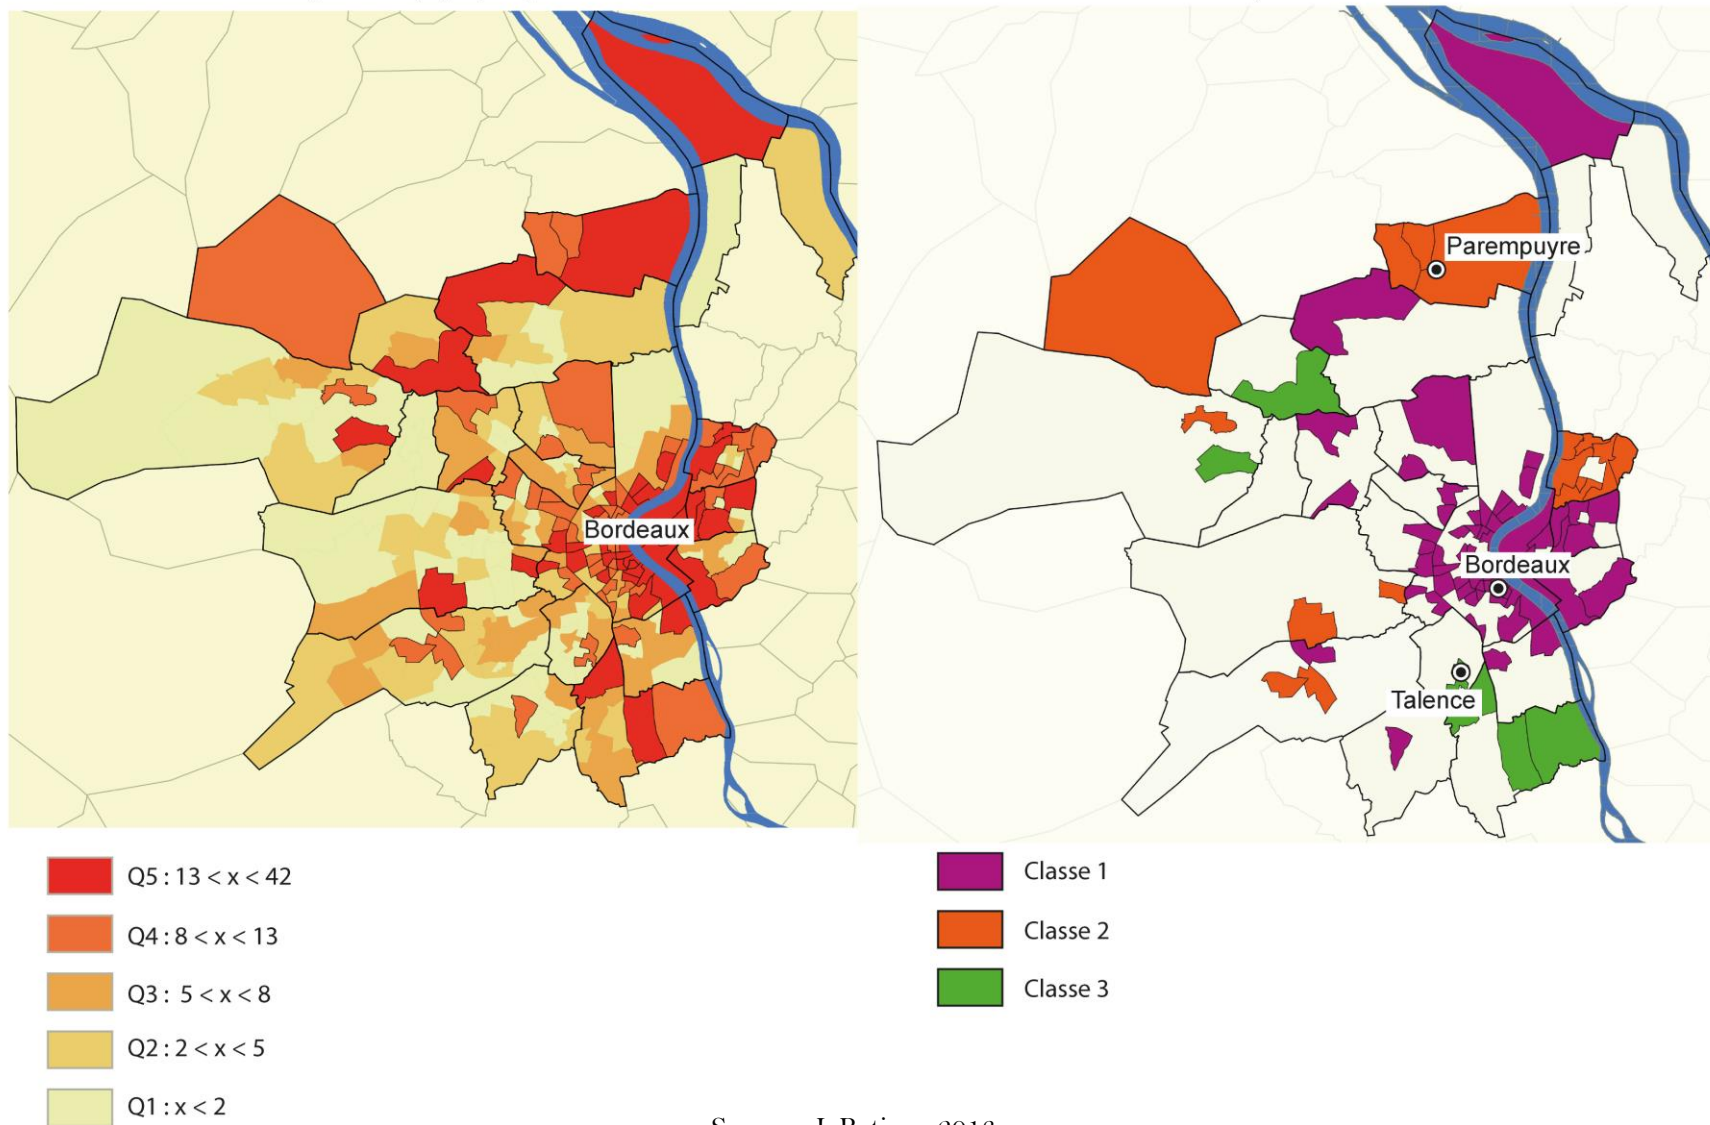 Bordeaux
Q5 : 13 < x < 42
Q4 : 8 < x < 13
Q3 : 5 < x < 8
Q2 : 2 < x < 5
Q1 : x < 2
Parempuyre
Bordeaux
Talence
Classe 1
Classe 2
Classe 3